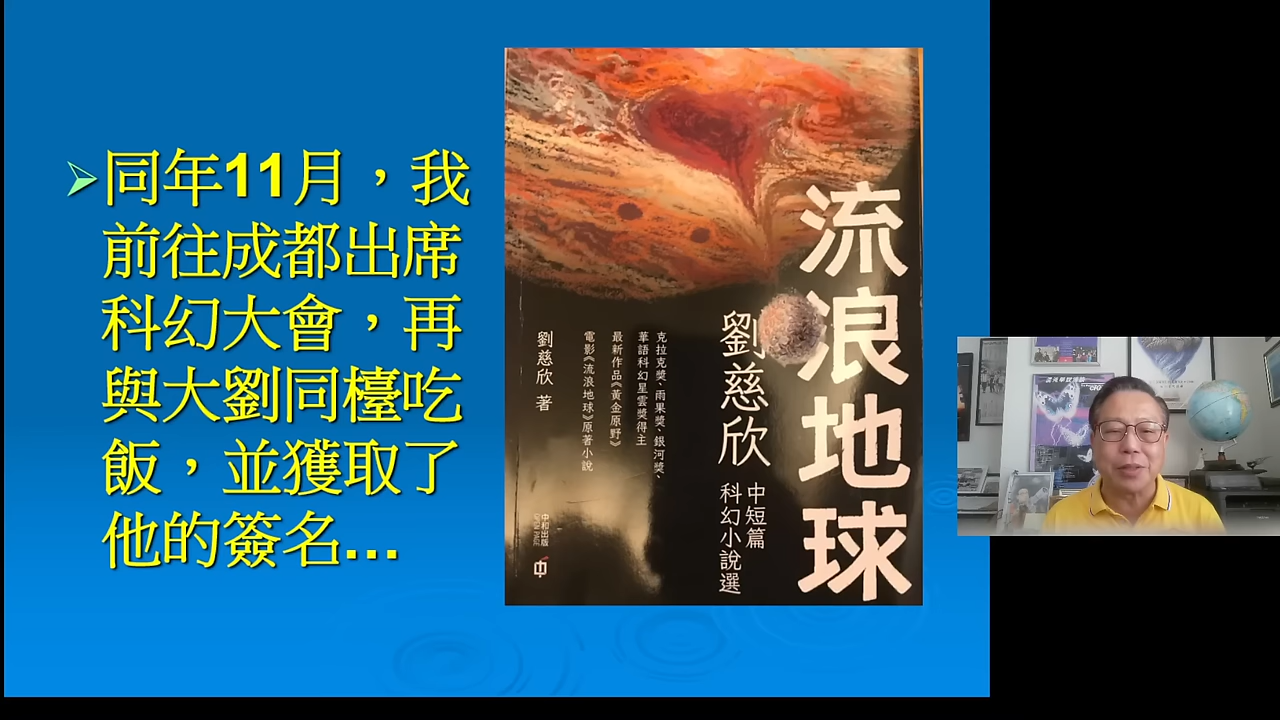 同年11月，我
前往成都出席
科幻大會，再
與大劉同檯吃
飯，並獲取了
他的簽名...
流浪地球
劉慈欣
中短篇
科幻小說選
克拉克獎、雨果獎、銀河獎、
華語科幻星雲獎得主
最新作品《黃金原野》
電影《流浪地球》原著小說
劉慈欣 著
中和出版
中